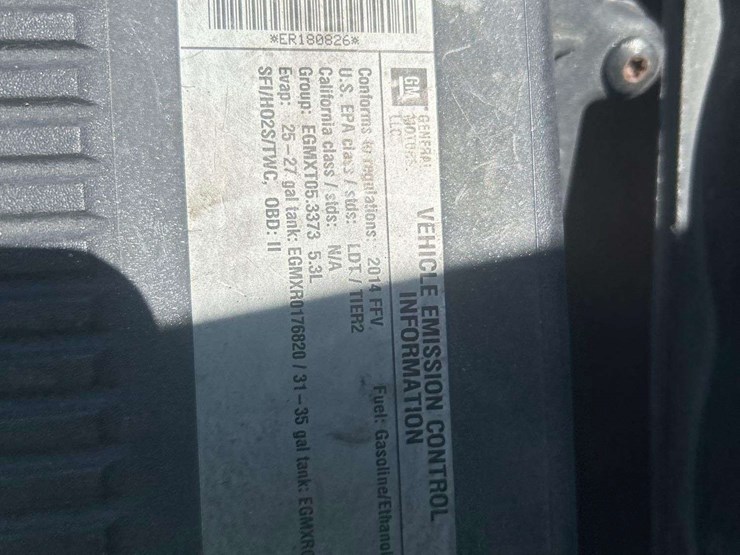 *ER180826*
GM
GENERAL
MOTORS
LLC
VEHICLE EMISSION CONTROL
INFORMATION
Conforms to regulations: 2014 FFV Fuel: Gasoline/Ethanol
U.S. EPA class / stds: LDT / TIER2
California class / stds: N/A
Group: EGMXT05.3373 5.3L
Evap: 25 – 27 gal tank: EGMXR0176820 / 31 – 35 gal tank: EGMXR
SFI/HO2S/TWC, OBD: II